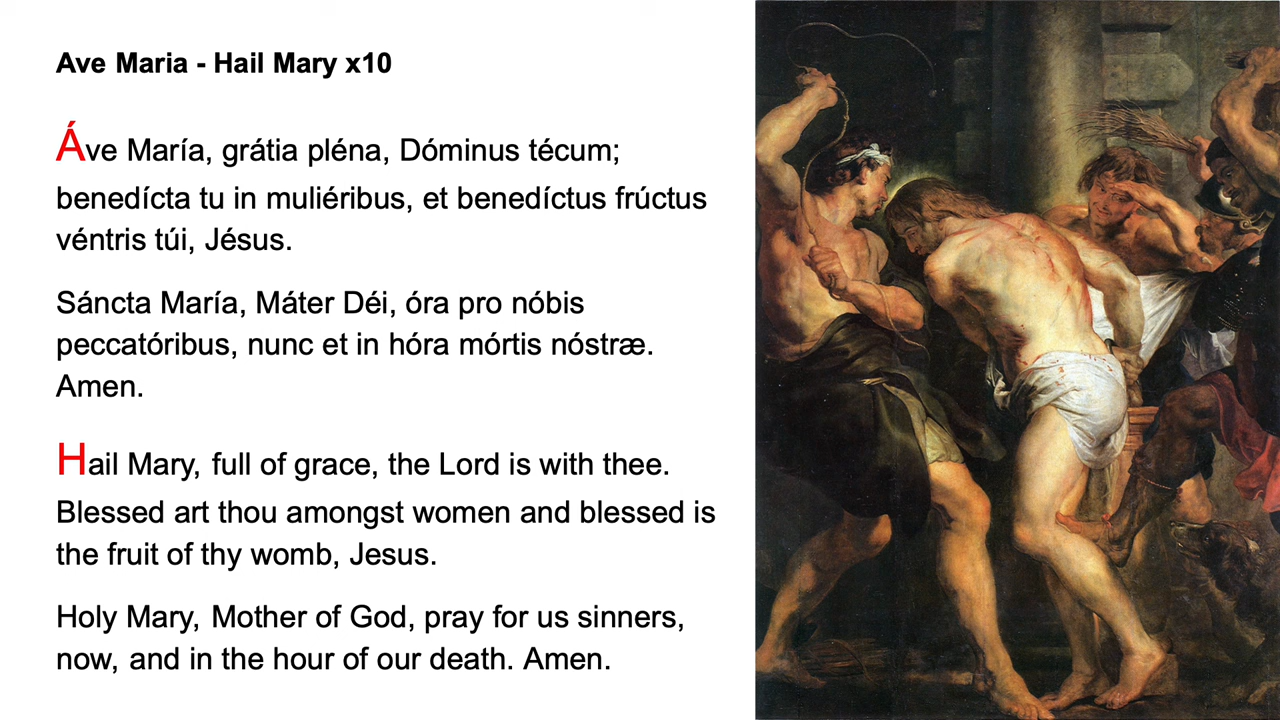 Ave Maria - Hail Mary x10
Áve María, grátia pléna, Dóminus técum;
benedícta tu in muliéribus, et benedíctus frúctus
véntris túi, Jésus.
Sáncta María, Máter Déi, óra pro nóbis
peccatóribus, nunc et in hóra mórtis nóstræ.
Amen.
Hail Mary, full of grace, the Lord is with thee.
Blessed art thou amongst women and blessed is
the fruit of thy womb, Jesus.
Holy Mary, Mother of God, pray for us sinners,
now, and in the hour of our death. Amen.